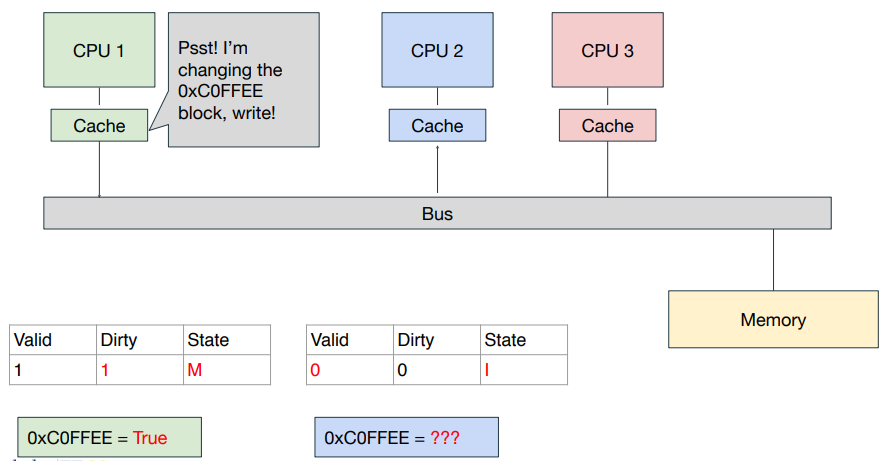 CPU 1
Psst! I'm
changing the
0xC0FFEE
block, write!
CPU 2
CPU 3
Cache
Cache
Cache
Bus
Memory
Valid Dirty State
1 1 M
Valid Dirty State
0 0 I
0xC0FFEE = True
0xC0FFEE = ???